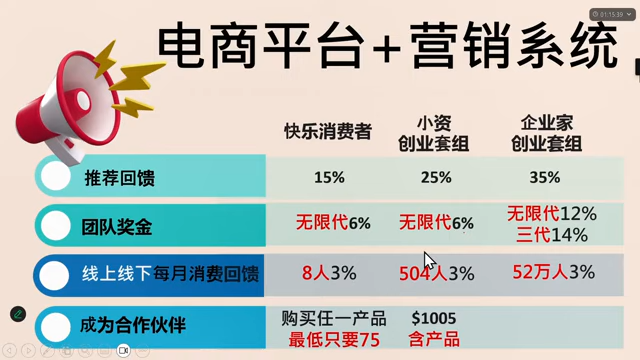 01:15:39
电商平台+营销系统
快乐消费者
小资
创业套组
企业家
创业套组
推荐回馈
15%
25%
35%
团队奖金
无限代6%
无限代6%
无限代12%
三代14%
线上线下每月消费回馈
8人3%
504人3%
52万人3%
成为合作伙伴
购买任一产品
最低只要75
$1005
含产品